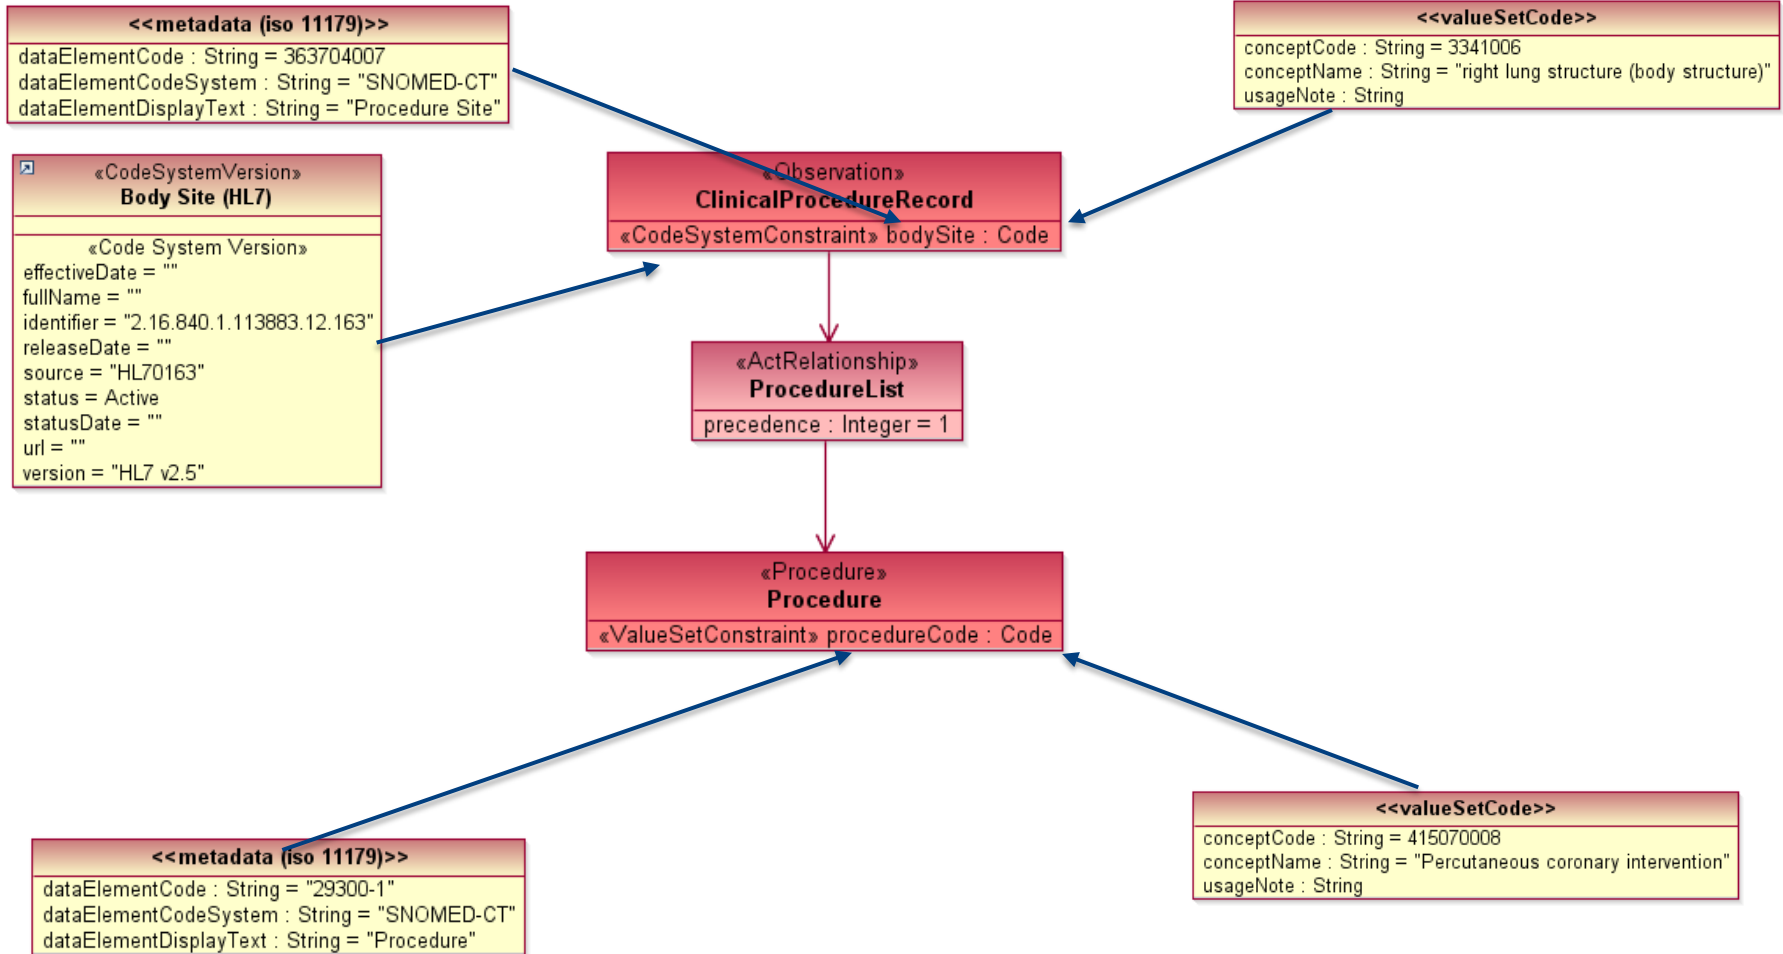 <<metadata (iso 11179)>>
dataElementCode : String = 363704007
dataElementCodeSystem : String = "SNOMED-CT"
dataElementDisplayText : String = "Procedure Site"
<<valueSetCode>>
conceptCode : String = 3341006
conceptName : String = "right lung structure (body structure)"
usageNote : String
«CodeSystemVersion»
Body Site (HL7)
«Code System Version»
effectiveDate = ""
fullName = ""
identifier = "2.16.840.1.113883.12.163"
releaseDate = ""
source = "HL70163"
status = Active
statusDate = ""
url = ""
version = "HL7 v2.5"
«Observation»
ClinicalProcedureRecord
«CodeSystemConstraint» bodySite : Code
«ActRelationship»
ProcedureList
precedence : Integer = 1
«Procedure»
Procedure
«ValueSetConstraint» procedureCode : Code
<<metadata (iso 11179)>>
dataElementCode : String = "29300-1"
dataElementCodeSystem : String = "SNOMED-CT"
dataElementDisplayText : String = "Procedure"
<<valueSetCode>>
conceptCode : String = 415070008
conceptName : String = "Percutaneous coronary intervention"
usageNote : String